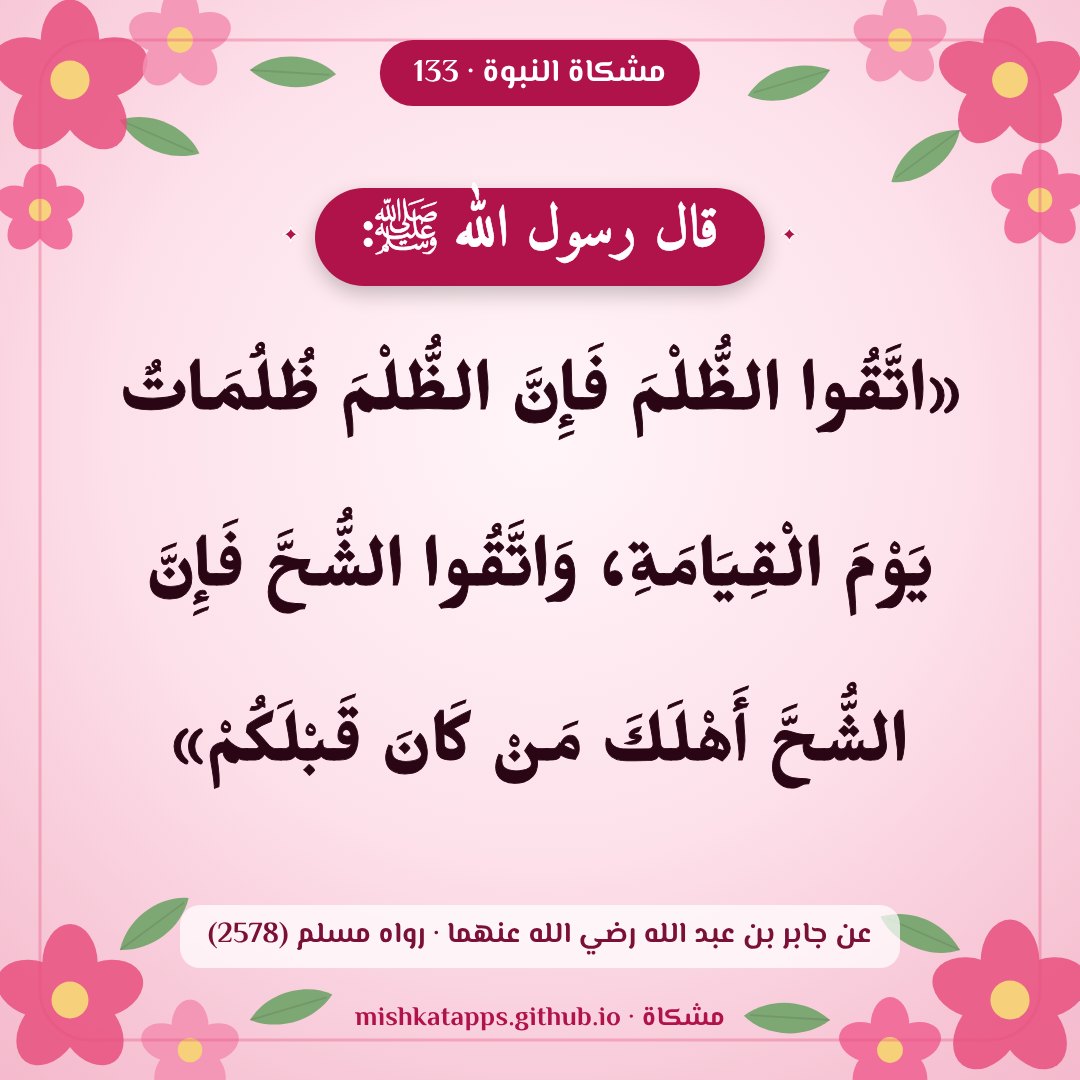 مشكاة النبوة · 133
قال رسول الله ﷺ:
«اتَّقُوا الظُّلْمَ فَإِنَّ الظُّلْمَ ظُلُمَاتٌ
يَوْمَ الْقِيَامَةِ، وَاتَّقُوا الشُّحَّ فَإِنَّ
الشُّحَّ أَهْلَكَ مَنْ كَانَ قَبْلَكُمْ»
عن جابر بن عبد الله رضي الله عنهما · رواه مسلم (2578)
مشكاة · mishkatapps.github.io